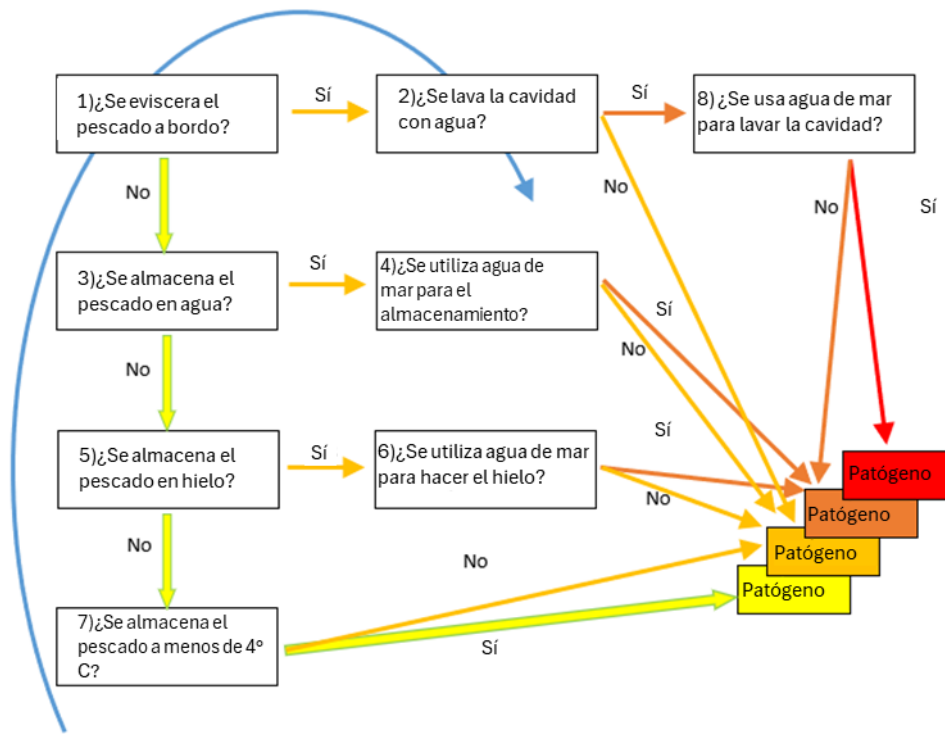 1)¿Se eviscera el
pescado a bordo?
Sí
2)¿Se lava la cavidad
con agua?
Sí
8) ¿Se usa agua de mar
para lavar la cavidad?
No
No
No
Sí
3)¿Se almacena el
pescado en agua?
Sí
4)¿Se utiliza agua de
mar para el
almacenamiento?
Sí
No
No
5)¿Se almacena el
pescado en hielo?
Sí
6)¿Se utiliza agua de mar
para hacer el hielo?
Sí
No
No
No
7)¿Se almacena el
pescado a menos de 4º
C?
Sí
Patógeno
Patógeno
Patógeno
Patógeno